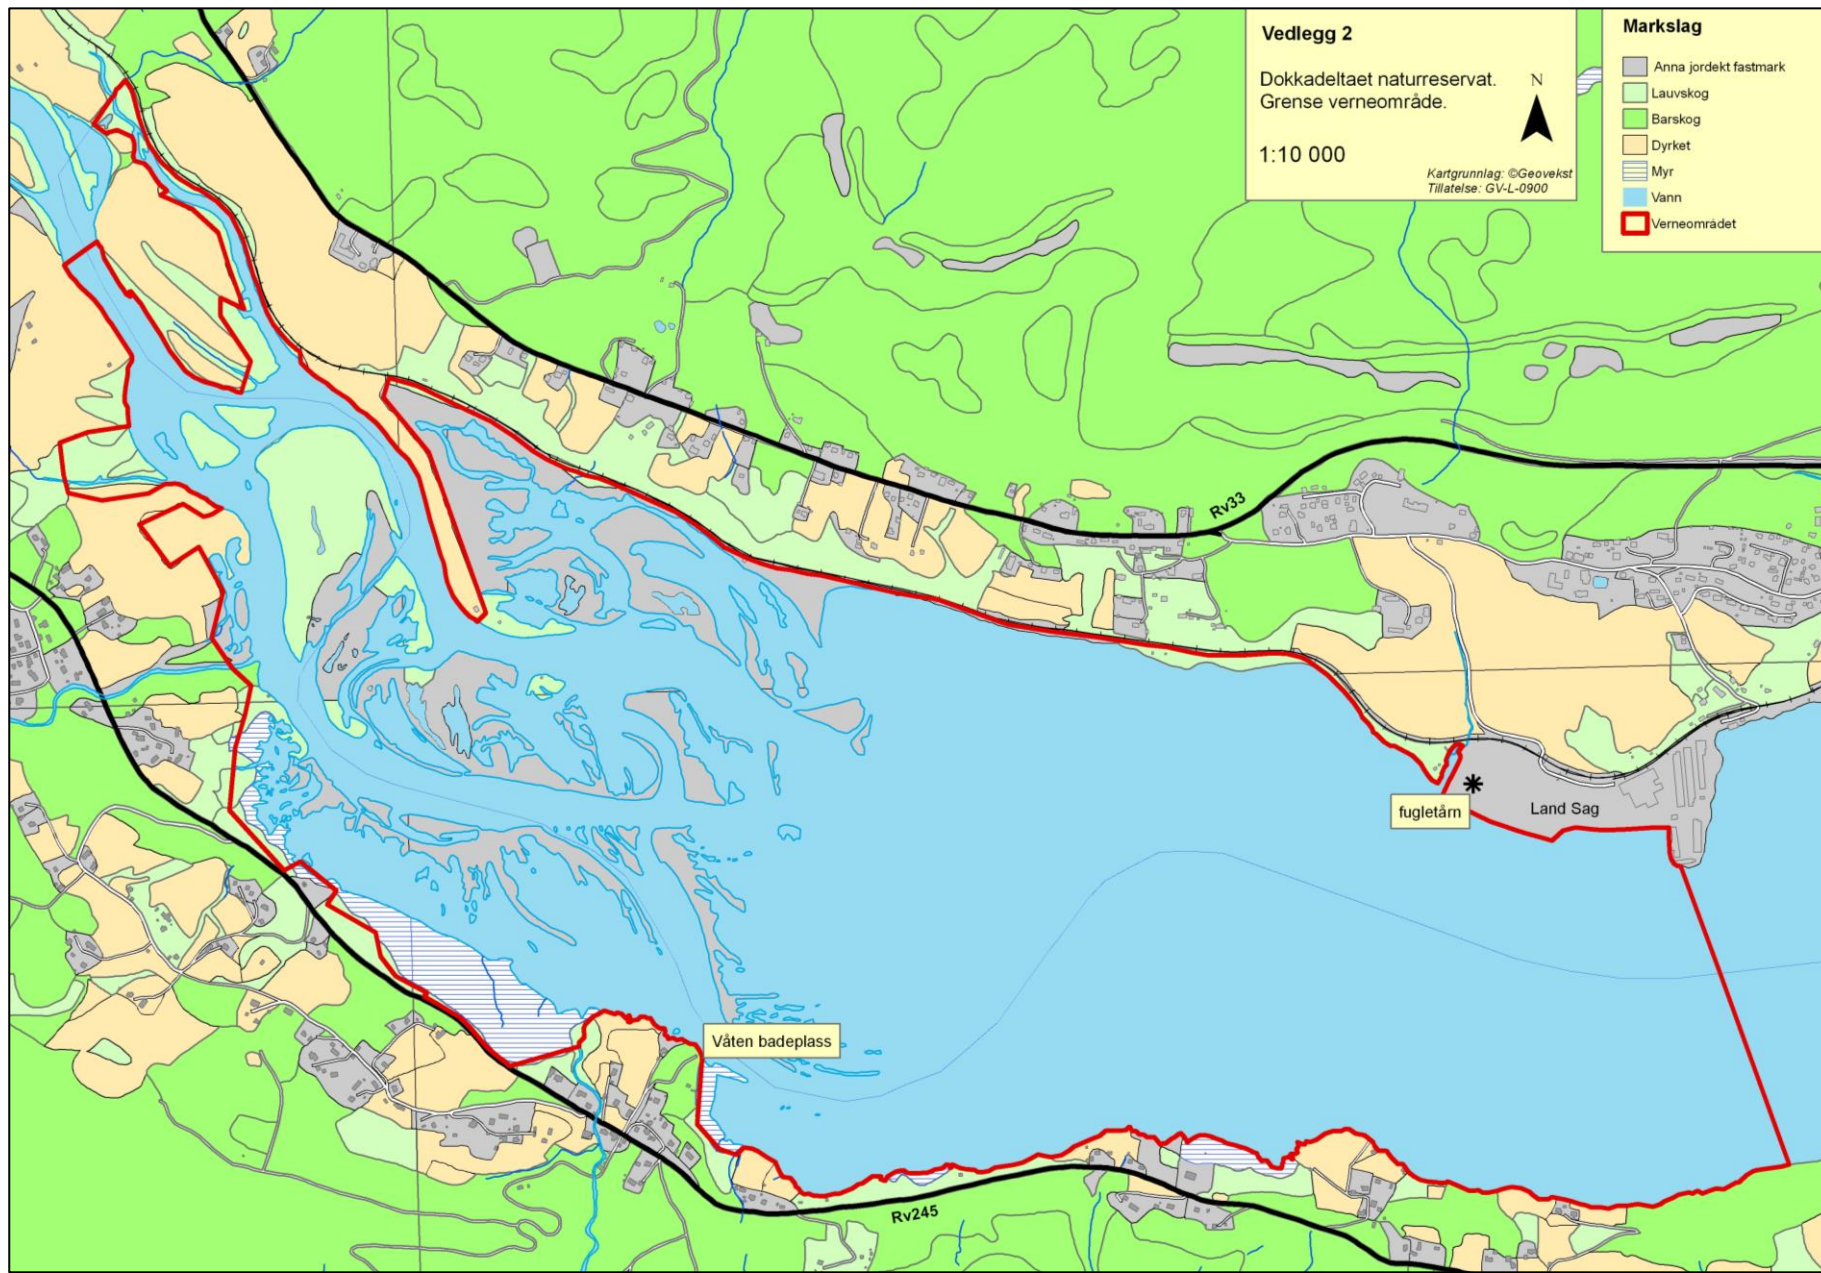 Vedlegg 2
Dokkadeltaet naturreservat.
Grense verneområde.
N
1:10 000
Kartgrunnlag: ©Geovekst
Tillatelse: GV-L-0900
Markslag
Anna jordekt fastmark
Lauvskog
Barskog
Dyrket
Myr
Vann
Verneområdet
Rv33
fugletårn
Land Sag
Våten badeplass
Rv245